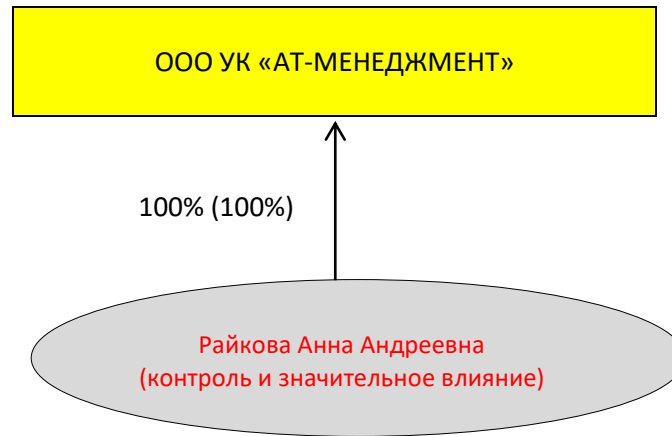 ООО УК «АТ-МЕНЕДЖМЕНТ»
100% (100%)
Райкова Анна Андреевна
(контроль и значительное влияние)